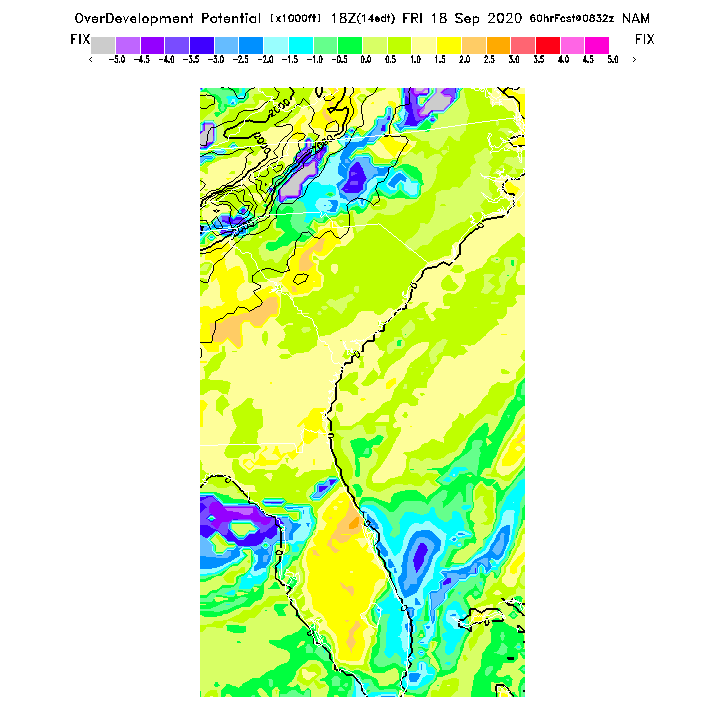 OverDevelopment Potential [x1000ft] 18Z(14edt) FRI 18 Sep 2020 60hrFcst@0832z NAM
FIX FIX
< -5.0 -4.5 -4.0 -3.5 -3.0 -2.5 -2.0 -1.5 -1.0 -0.5 0.0 0.5 1.0 1.5 2.0 2.5 3.0 3.5 4.0 4.5 5.0 >
2000